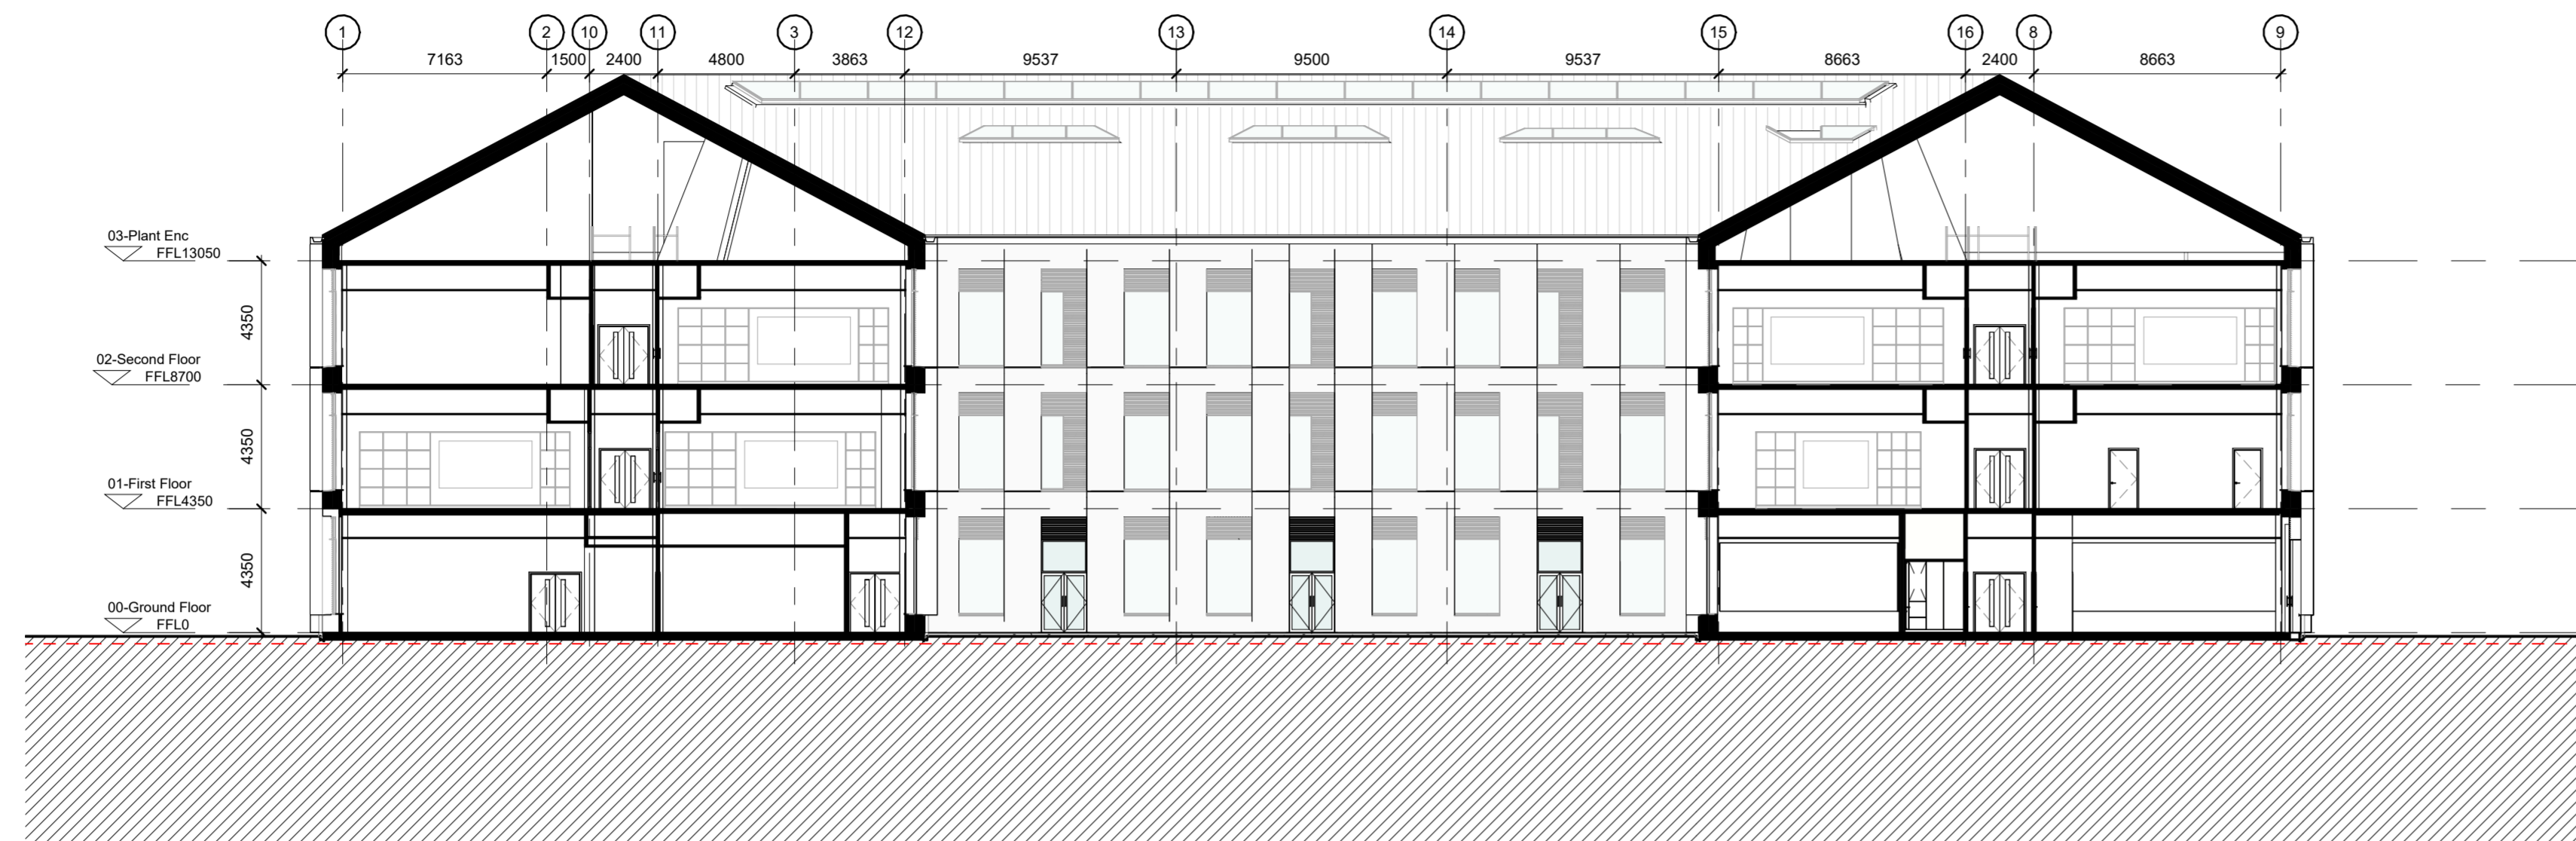 1 2 10 11 3 12 13 14 15 16 8 9
7163 1500 2400 4800 3863 9537 9500 9537 8663 2400 8663
03-Plant Enc
FFL13050
4350
02-Second Floor
FFL8700
4350
01-First Floor
FFL4350
4350
00-Ground Floor
FFL0